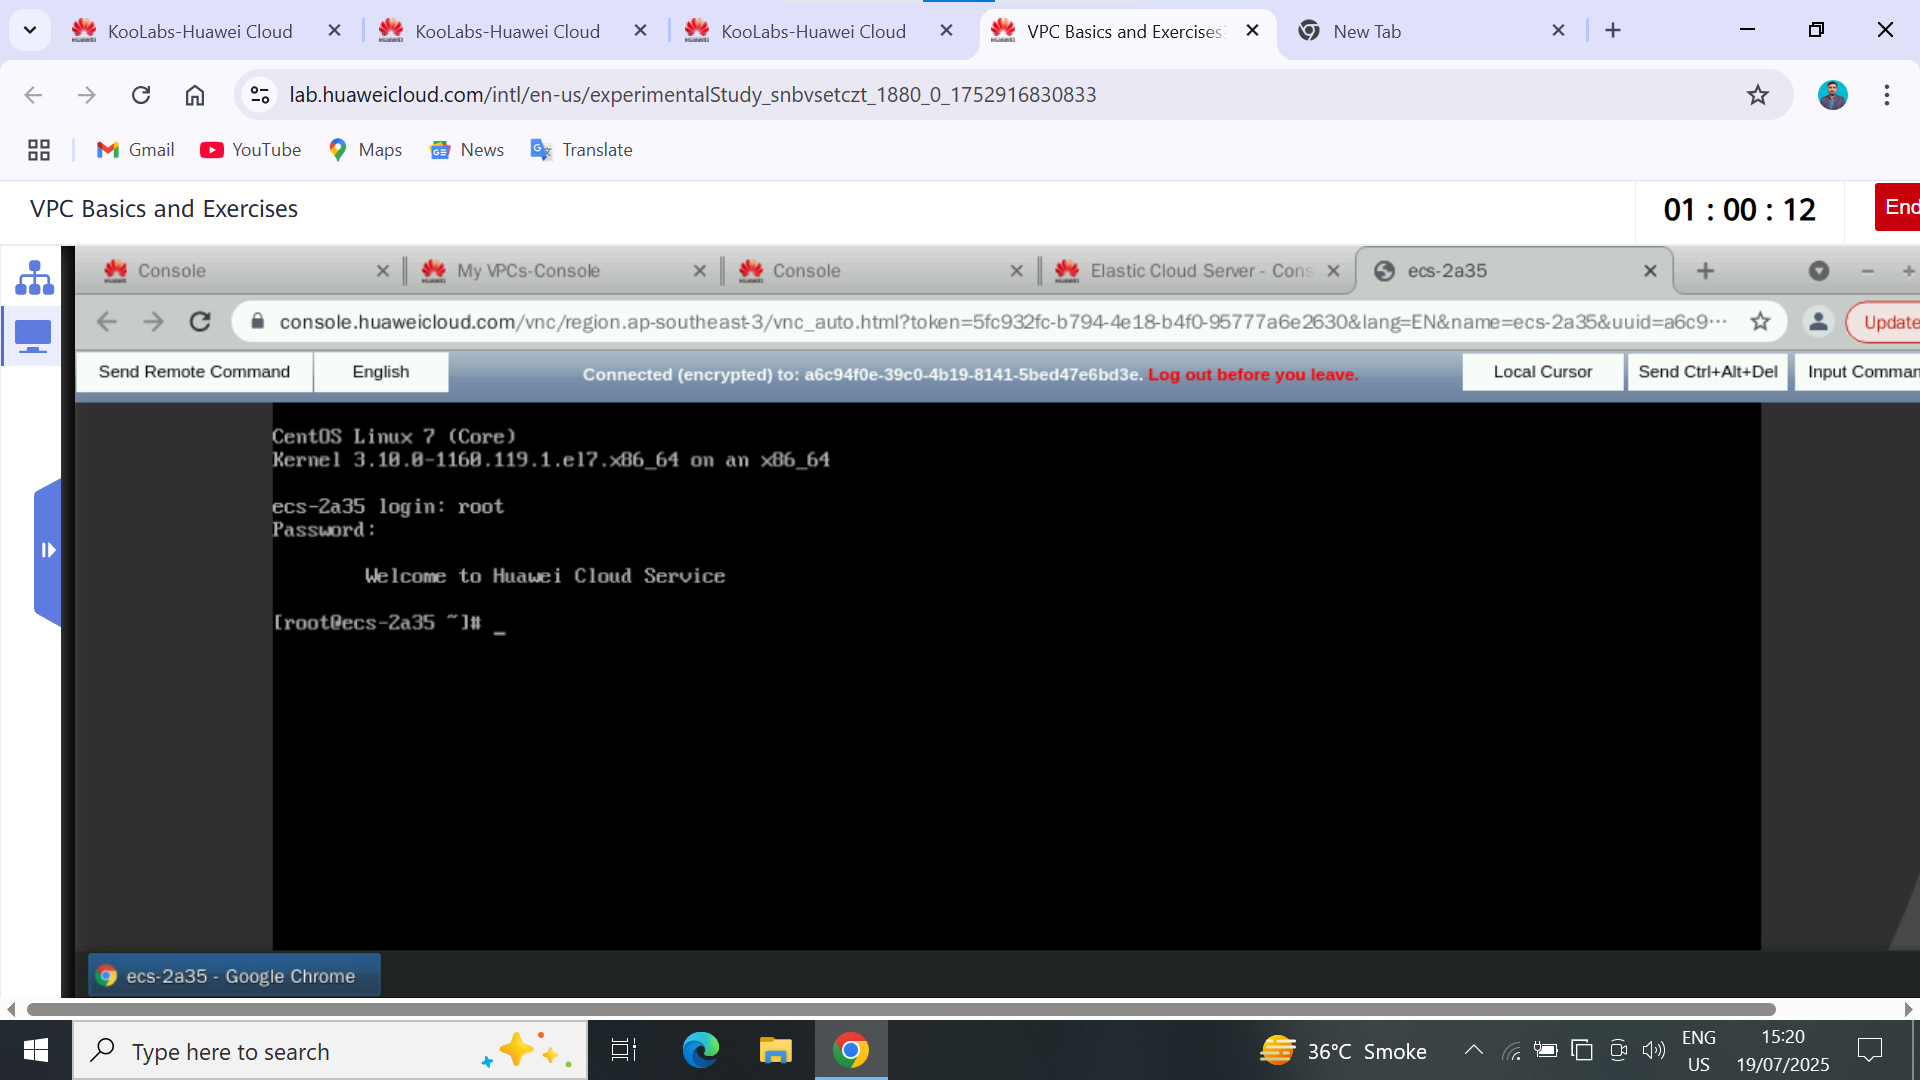 KooLabs-Huawei Cloud
KooLabs-Huawei Cloud
KooLabs-Huawei Cloud
VPC Basics and Exercises
New Tab
lab.huaweicloud.com/intl/en-us/experimentalStudy_snbvsetczt_1880_0_1752916830833
Gmail
YouTube
Maps
News
Translate
VPC Basics and Exercises
01 : 00 : 12
End
Console
My VPCs-Console
Console
Elastic Cloud Server - Cons
ecs-2a35
console.huaweicloud.com/vnc/region.ap-southeast-3/vnc_auto.html?token=5fc932fc-b794-4e18-b4f0-95777a6e2630&lang=EN&name=ecs-2a35&uuid=a6c9···
Update
Send Remote Command
English
Connected (encrypted) to: a6c94f0e-39c0-4b19-8141-5bed47e6bd3e. Log out before you leave.
Local Cursor
Send Ctrl+Alt+Del
Input Comman
CentOS Linux 7 (Core)
Kernel 3.10.0-1160.119.1.el7.x86_64 on an x86_64
ecs-2a35 login: root
Password:
Welcome to Huawei Cloud Service
[root@ecs-2a35 ~]# _
ecs-2a35 - Google Chrome
Type here to search
36°C Smoke
ENG
US
15:20
19/07/2025